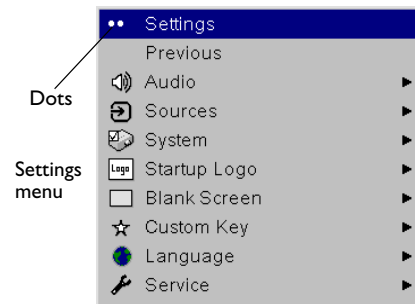 Settings
Previous
Audio
Dots
Sources
System
Settings
menu
Logo
Startup Logo
Blank Screen
Custom Key
Language
Service